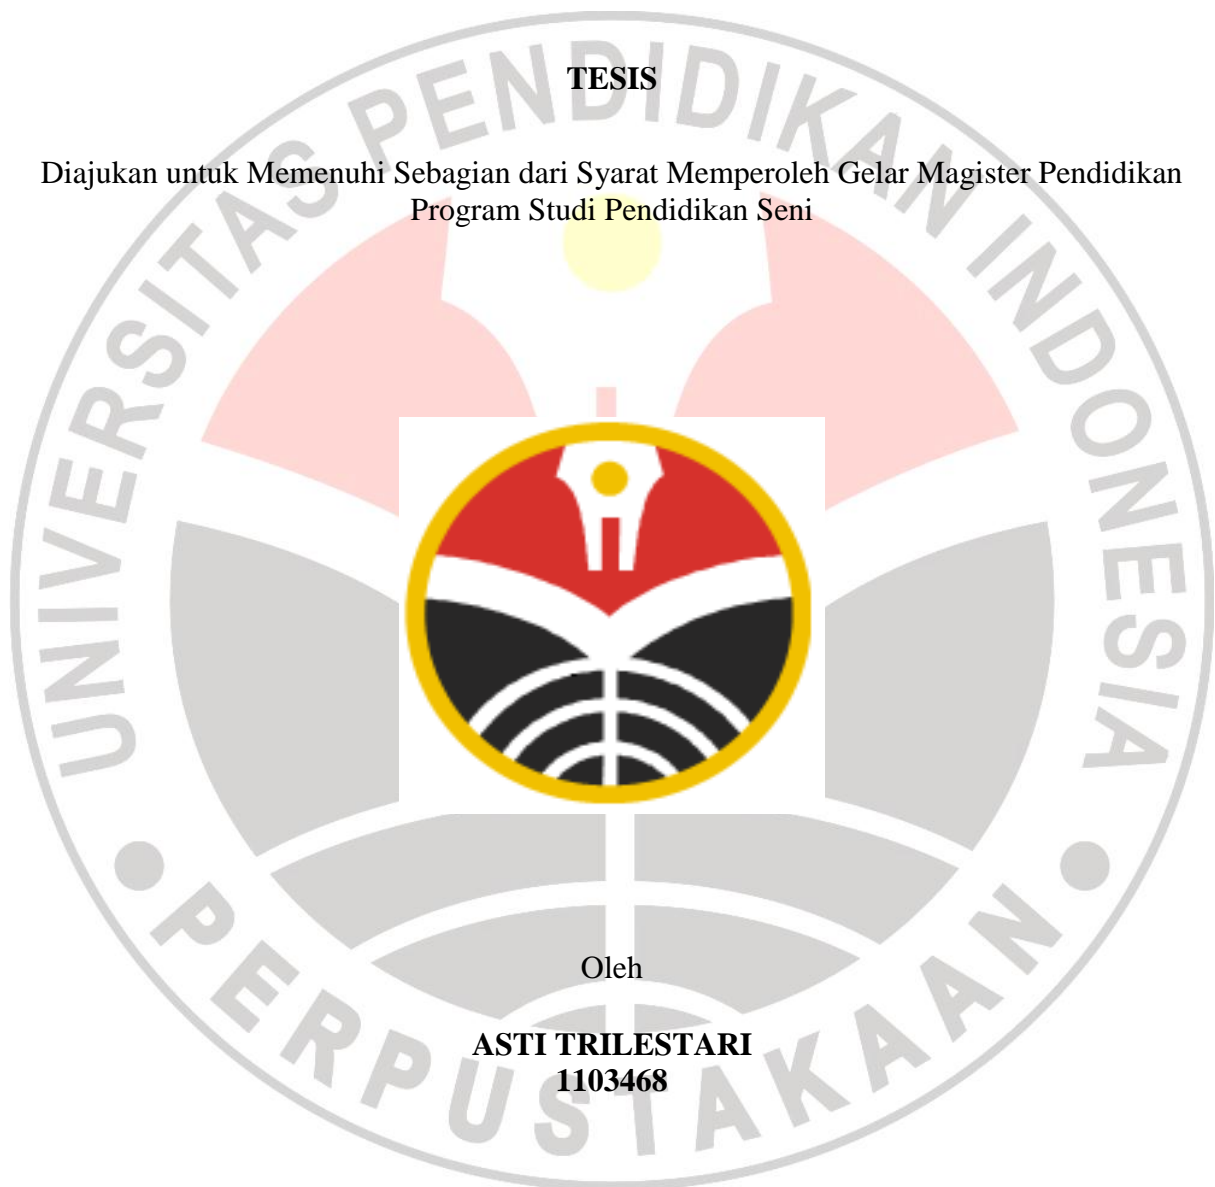 TESIS
Diajukan untuk Memenuhi Sebagian dari Syarat Memperoleh Gelar Magister Pendidikan
Program Studi Pendidikan Seni
UNIVERSITAS PENDIDIKAN INDONESIA
PERPUSTAKAAN
Oleh
ASTI TRILESTARI
1103468